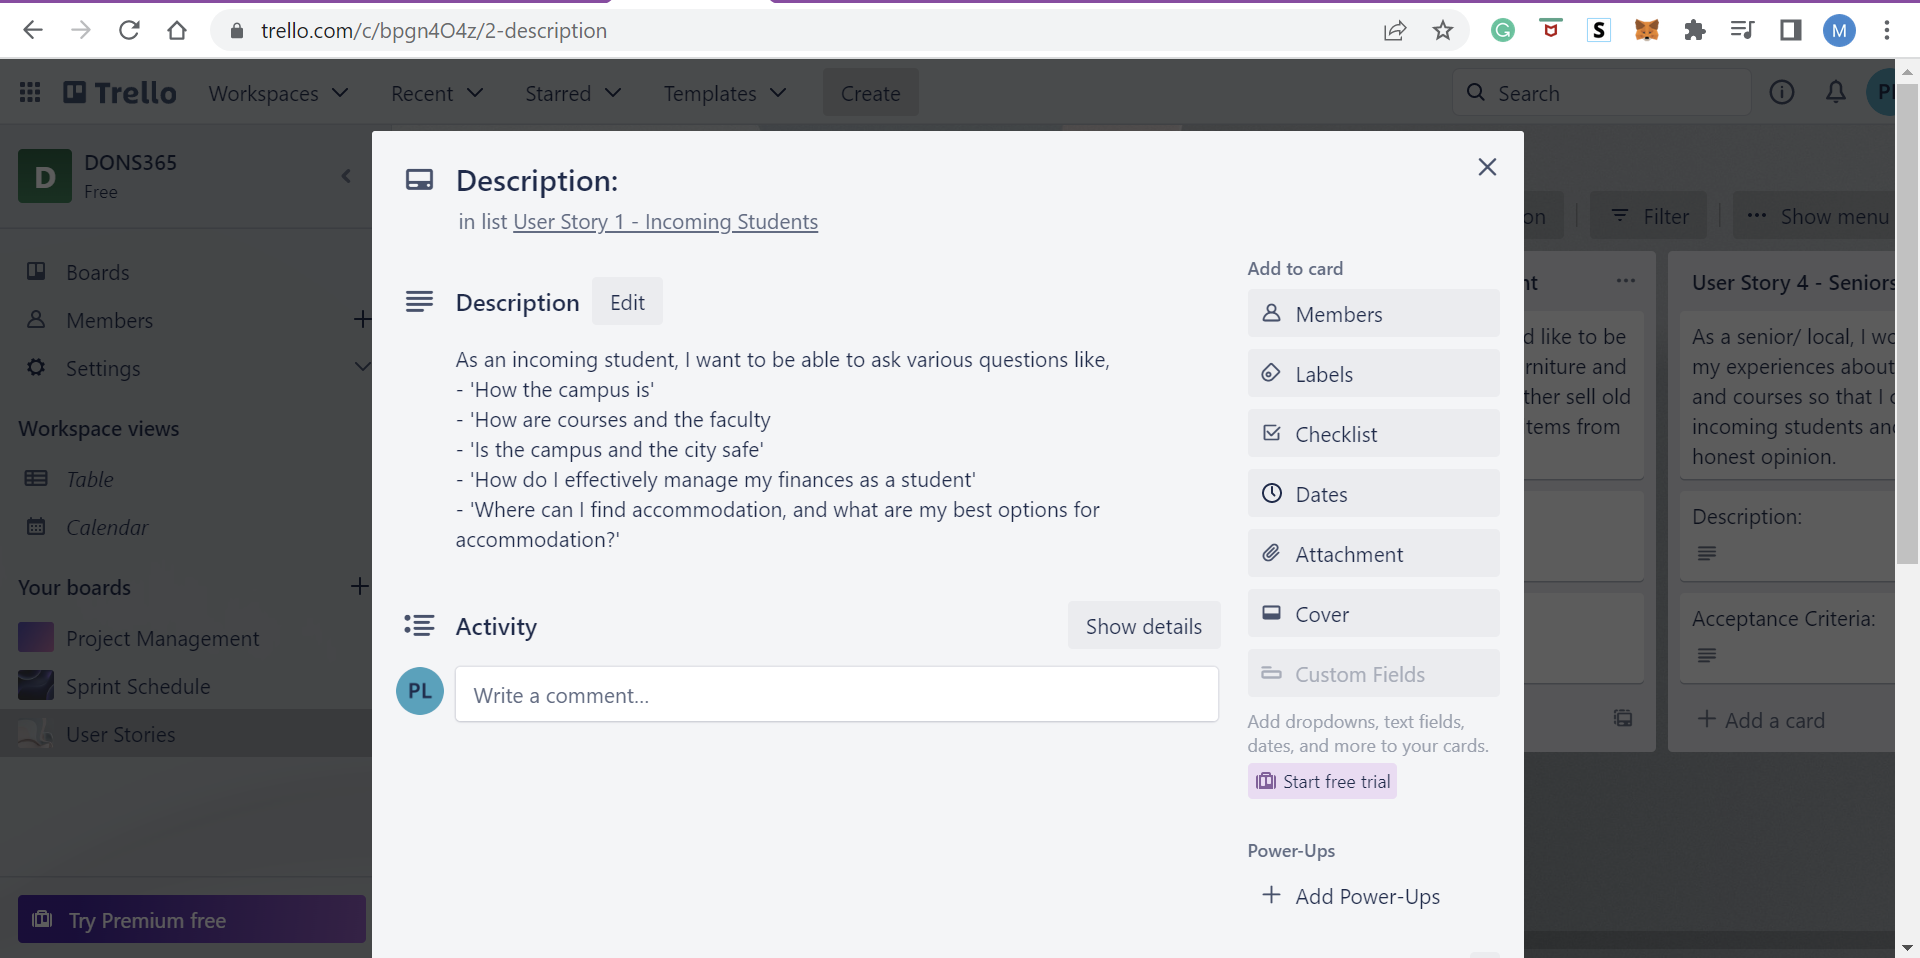 trello.com/c/bpgn4O4z/2-description
G
S
M
Trello
Workspaces
Recent
Starred
Templates
Create
Search
D
DONS365
Free
Boards
Members
Settings
Workspace views
Table
Calendar
Your boards
Project Management
Sprint Schedule
User Stories
Try Premium free
Description:
in list User Story 1 - Incoming Students
Description
Edit
As an incoming student, I want to be able to ask various questions like,
- 'How the campus is'
- 'How are courses and the faculty
- 'Is the campus and the city safe'
- 'How do I effectively manage my finances as a student'
- 'Where can I find accommodation, and what are my best options for
accommodation?'
Activity
Show details
PL
Write a comment...
Add to card
Members
Labels
Checklist
Dates
Attachment
Cover
Custom Fields
Add dropdowns, text fields,
dates, and more to your cards.
Start free trial
Power-Ups
Add Power-Ups
Filter
Show menu
User Story 4 - Seniors
like to be
and
sell old
from
As a senior/ local, I
my experiences about
and courses so that I
incoming students
honest opinion.
Description:
Acceptance Criteria:
Add a card